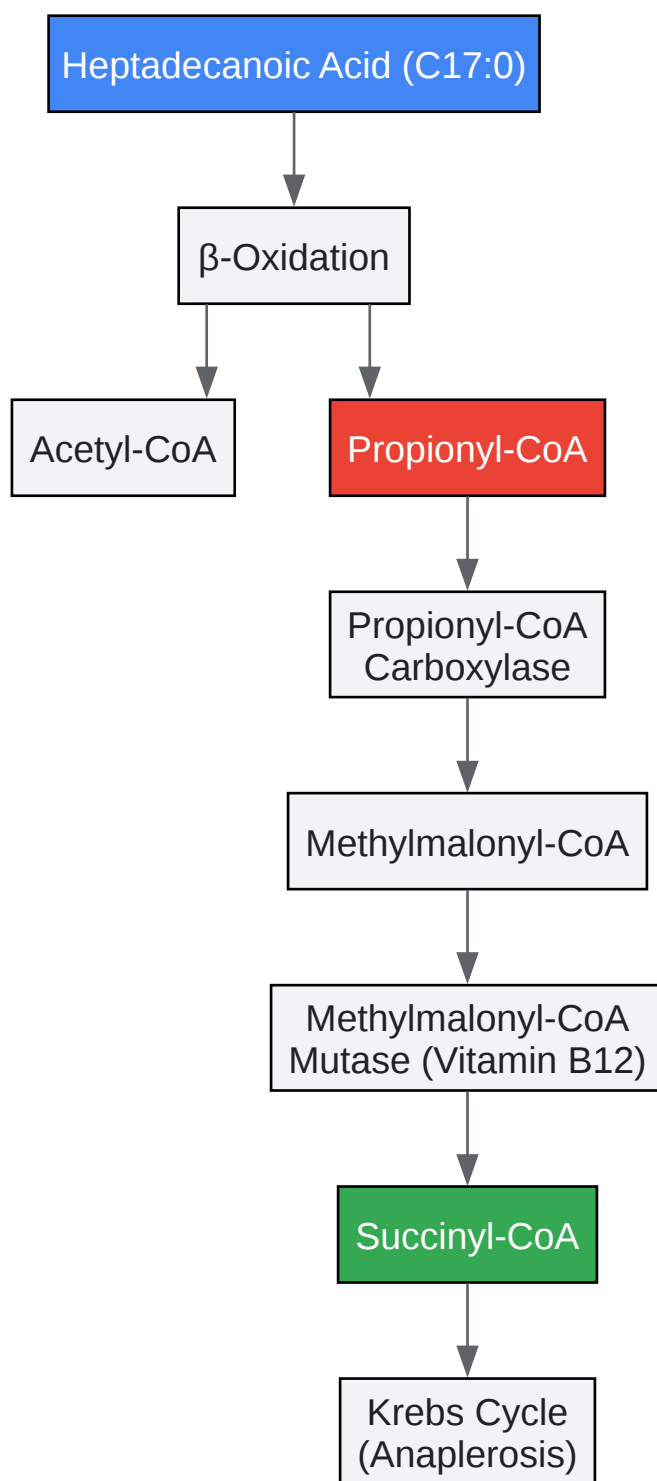 Heptadecanoic Acid (C17:0)
β-Oxidation
Acetyl-CoA
Propionyl-CoA
Propionyl-CoA
Carboxylase
Methylmalonyl-CoA
Methylmalonyl-CoA
Mutase (Vitamin B12)
Succinyl-CoA
Krebs Cycle
(Anaplerosis)